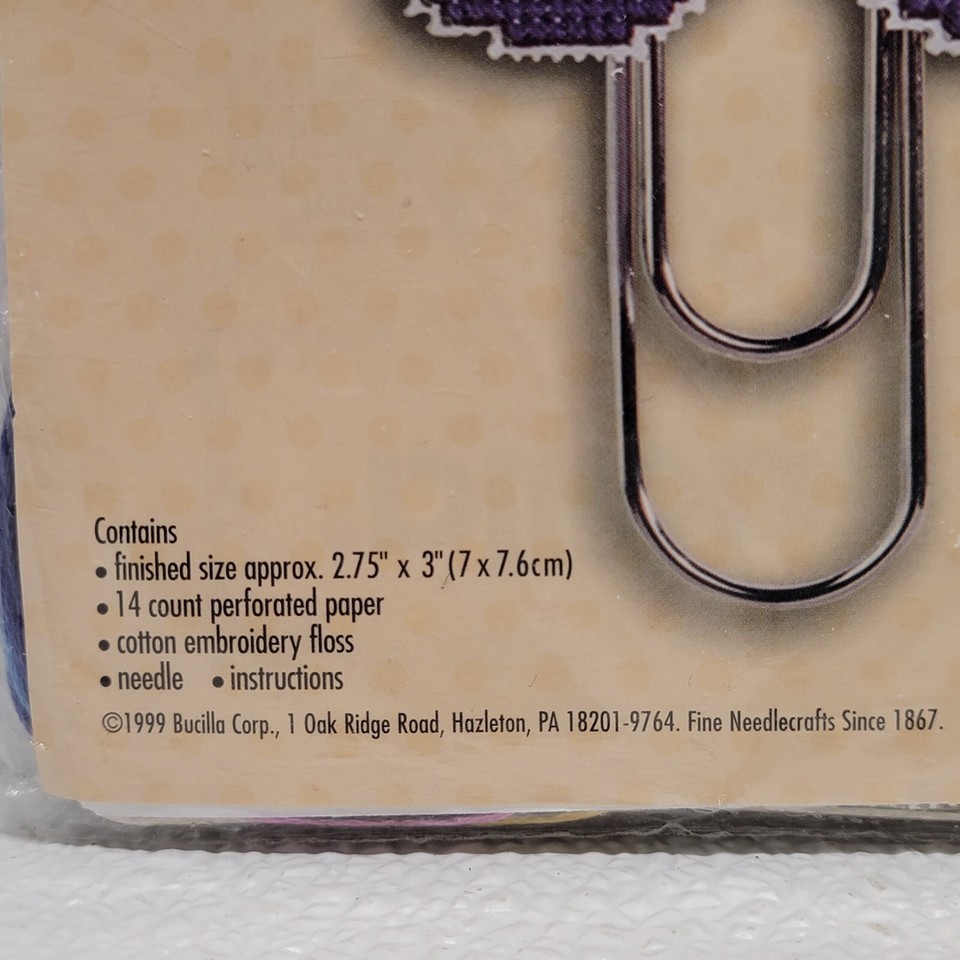 Contains
• finished size approx. 2.75" x 3" (7 x 7.6cm)
• 14 count perforated paper
• cotton embroidery floss
• needle • instructions
©1999 Bucilla Corp., 1 Oak Ridge Road, Hazleton, PA 18201-9764. Fine Needlecrafts Since 1867.